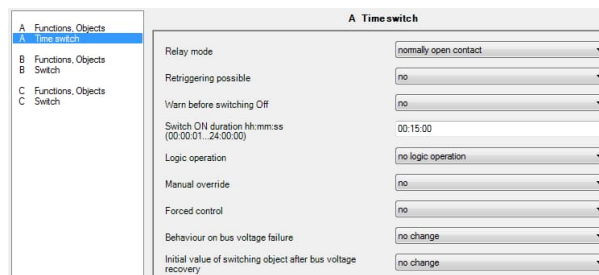 A Time switch
A Functions, Objects
A Time switch
B Functions, Objects
B Switch
C Functions, Objects
C Switch
Relay mode normally open contact
Retriggering possible no
Warn before switching Off no
Switch ON duration hh:mm:ss
(00:00:01...24:00:00) 00:15:00
Logic operation no logic operation
Manual override no
Forced control no
Behaviour on bus voltage failure no change
Initial value of switching object after bus voltage
recovery no change